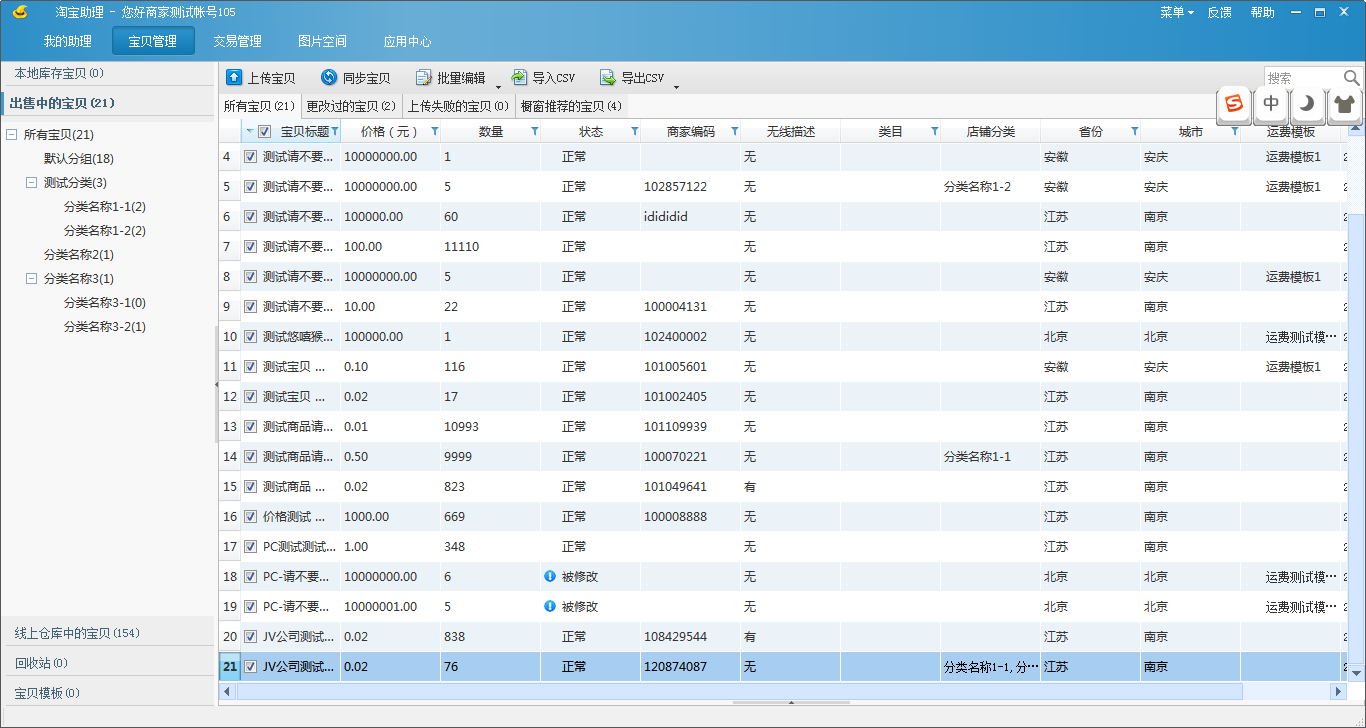 淘宝助理 - 您好商家测试帐号105 菜单 反馈 帮助
我的助理 宝贝管理 交易管理 图片空间 应用中心
本地库存宝贝(0)
出售中的宝贝(21)
所有宝贝(21)
默认分组(18)
测试分类(3)
分类名称1-1(2)
分类名称1-2(2)
分类名称2(1)
分类名称3(1)
分类名称3-1(0)
分类名称3-2(1)
线上仓库中的宝贝(154)
回收站(0)
宝贝模板(0)
上传宝贝 同步宝贝 批量编辑 导入CSV 导出CSV 搜索
所有宝贝(21) 更改过的宝贝(2) 上传失败的宝贝(0) 橱窗推荐的宝贝(4)
中
宝贝标题 价格（元） 数量 状态 商家编码 无线描述 类目 店铺分类 省份 城市 运费模板
4 测试请不要... 10000000.00 1 正常 无 安徽 安庆 运费模板1
5 测试请不要... 10000000.00 5 正常 102857122 无 分类名称1-2 安徽 安庆 运费模板1
6 测试请不要... 100000.00 60 正常 idididid 无 江苏 南京
7 测试请不要... 100.00 11110 正常 无 江苏 南京
8 测试请不要... 10000000.00 5 正常 无 安徽 安庆 运费模板1
9 测试请不要... 10.00 22 正常 100004131 无 江苏 南京
10 测试悠嘻猴... 100000.00 1 正常 102400002 无 北京 北京 运费测试模...
11 测试宝贝 ... 0.10 116 正常 101005601 无 安徽 安庆 运费模板1
12 测试宝贝 ... 0.02 17 正常 101002405 无 江苏 南京
13 测试商品请... 0.01 10993 正常 101109939 无 江苏 南京
14 测试商品请... 0.50 9999 正常 100070221 无 分类名称1-1 江苏 南京
15 测试商品 ... 0.02 823 正常 101049641 有 江苏 南京
16 价格测试 ... 1000.00 669 正常 100008888 无 江苏 南京
17 PC测试测试... 1.00 348 正常 无 江苏 南京
18 PC-请不要... 10000000.00 6 被修改 无 北京 北京 运费测试模...
19 PC-请不要... 10000001.00 5 被修改 无 北京 北京 运费测试模...
20 JV公司测试... 0.02 838 正常 108429544 有 江苏 南京
21 JV公司测试... 0.02 76 正常 120874087 无 分类名称1-1,分... 江苏 南京